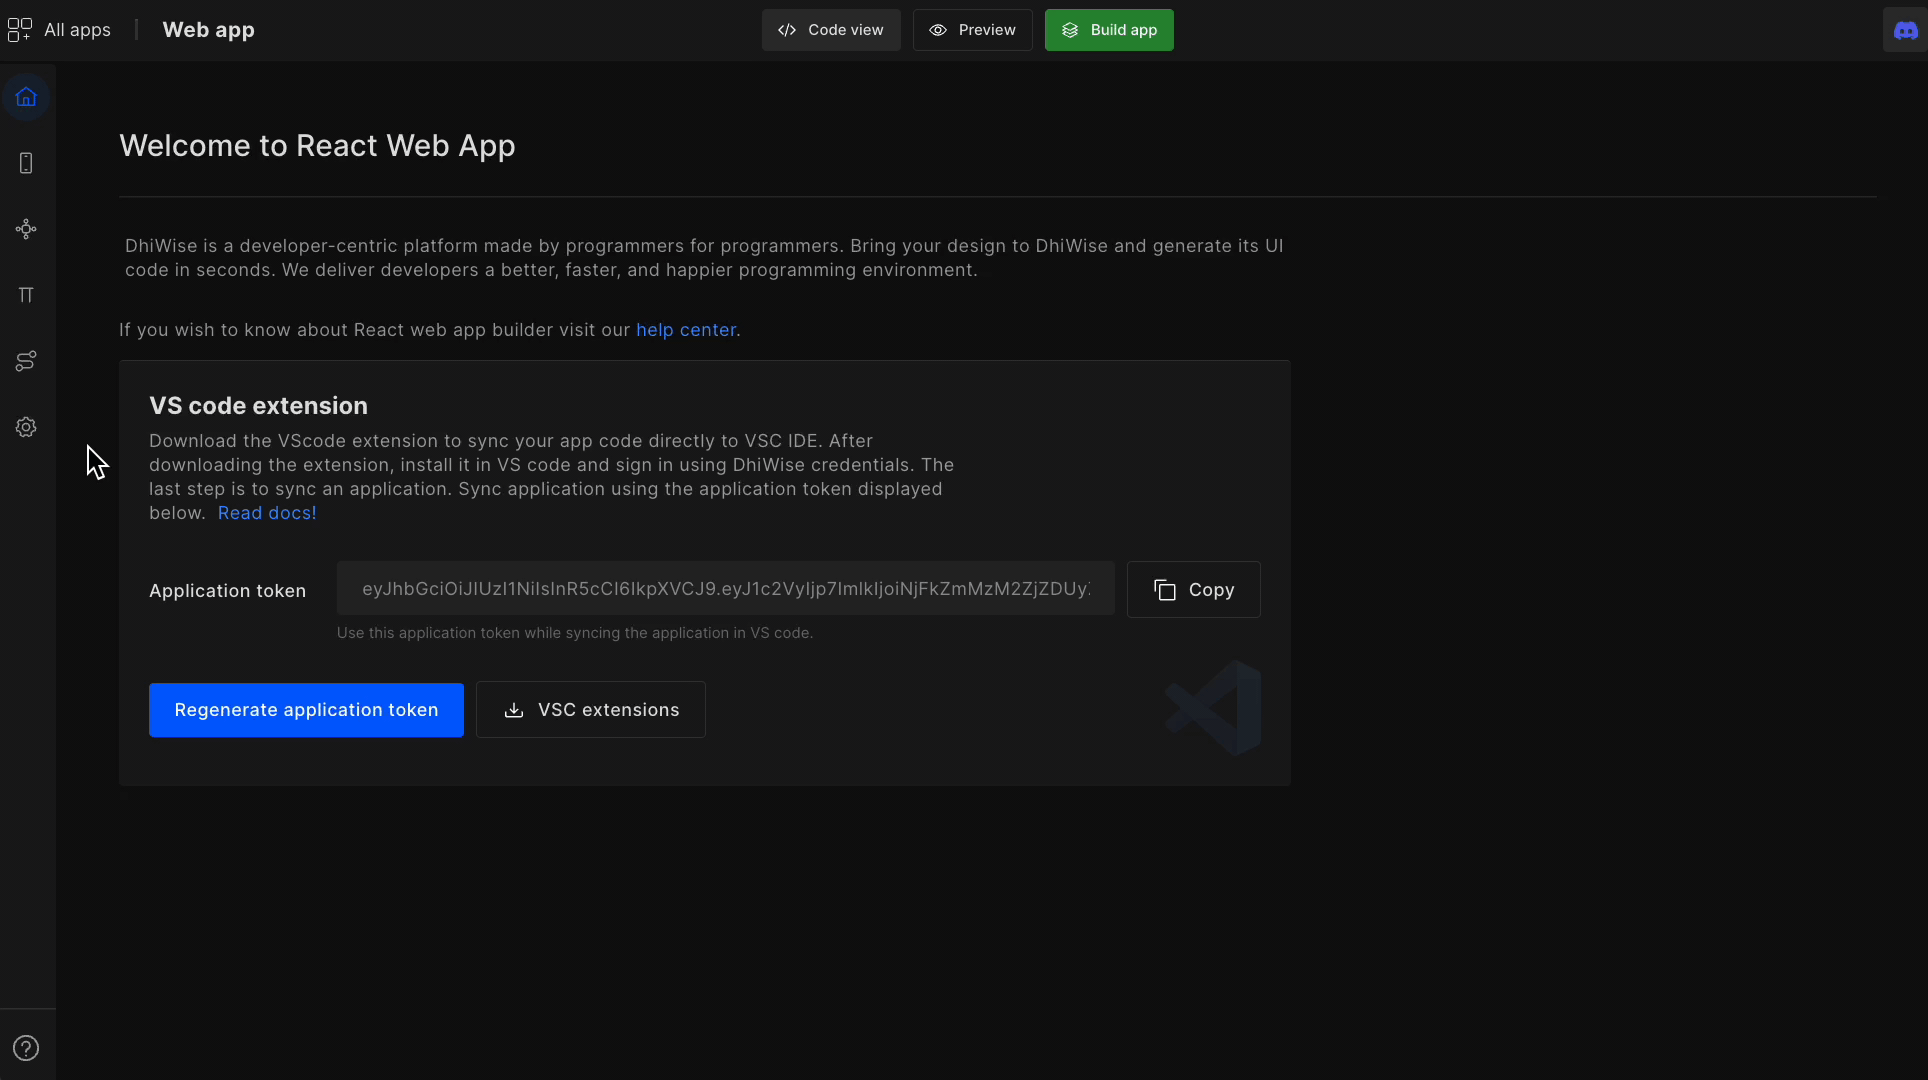 All apps
Web app
Code view
Preview
Build app
Welcome to React Web App
DhiWise is a developer-centric platform made by programmers for programmers. Bring your design to DhiWise and generate its UI
code in seconds. We deliver developers a better, faster, and happier programming environment.
If you wish to know about React web app builder visit our help center.
VS code extension
Download the VScode extension to sync your app code directly to VSC IDE. After
downloading the extension, install it in VS code and sign in using DhiWise credentials. The
last step is to sync an application. Sync application using the application token displayed
below. Read docs!
Application token
eyJhbGciOiJIUzI1NiIsInR5cCI6IkpXVCJ9.eyJ1c2VyIjp7ImlkIjoiNjFkZmMzM2ZjZDUy
Copy
Use this application token while syncing the application in VS code.
Regenerate application token
VSC extensions